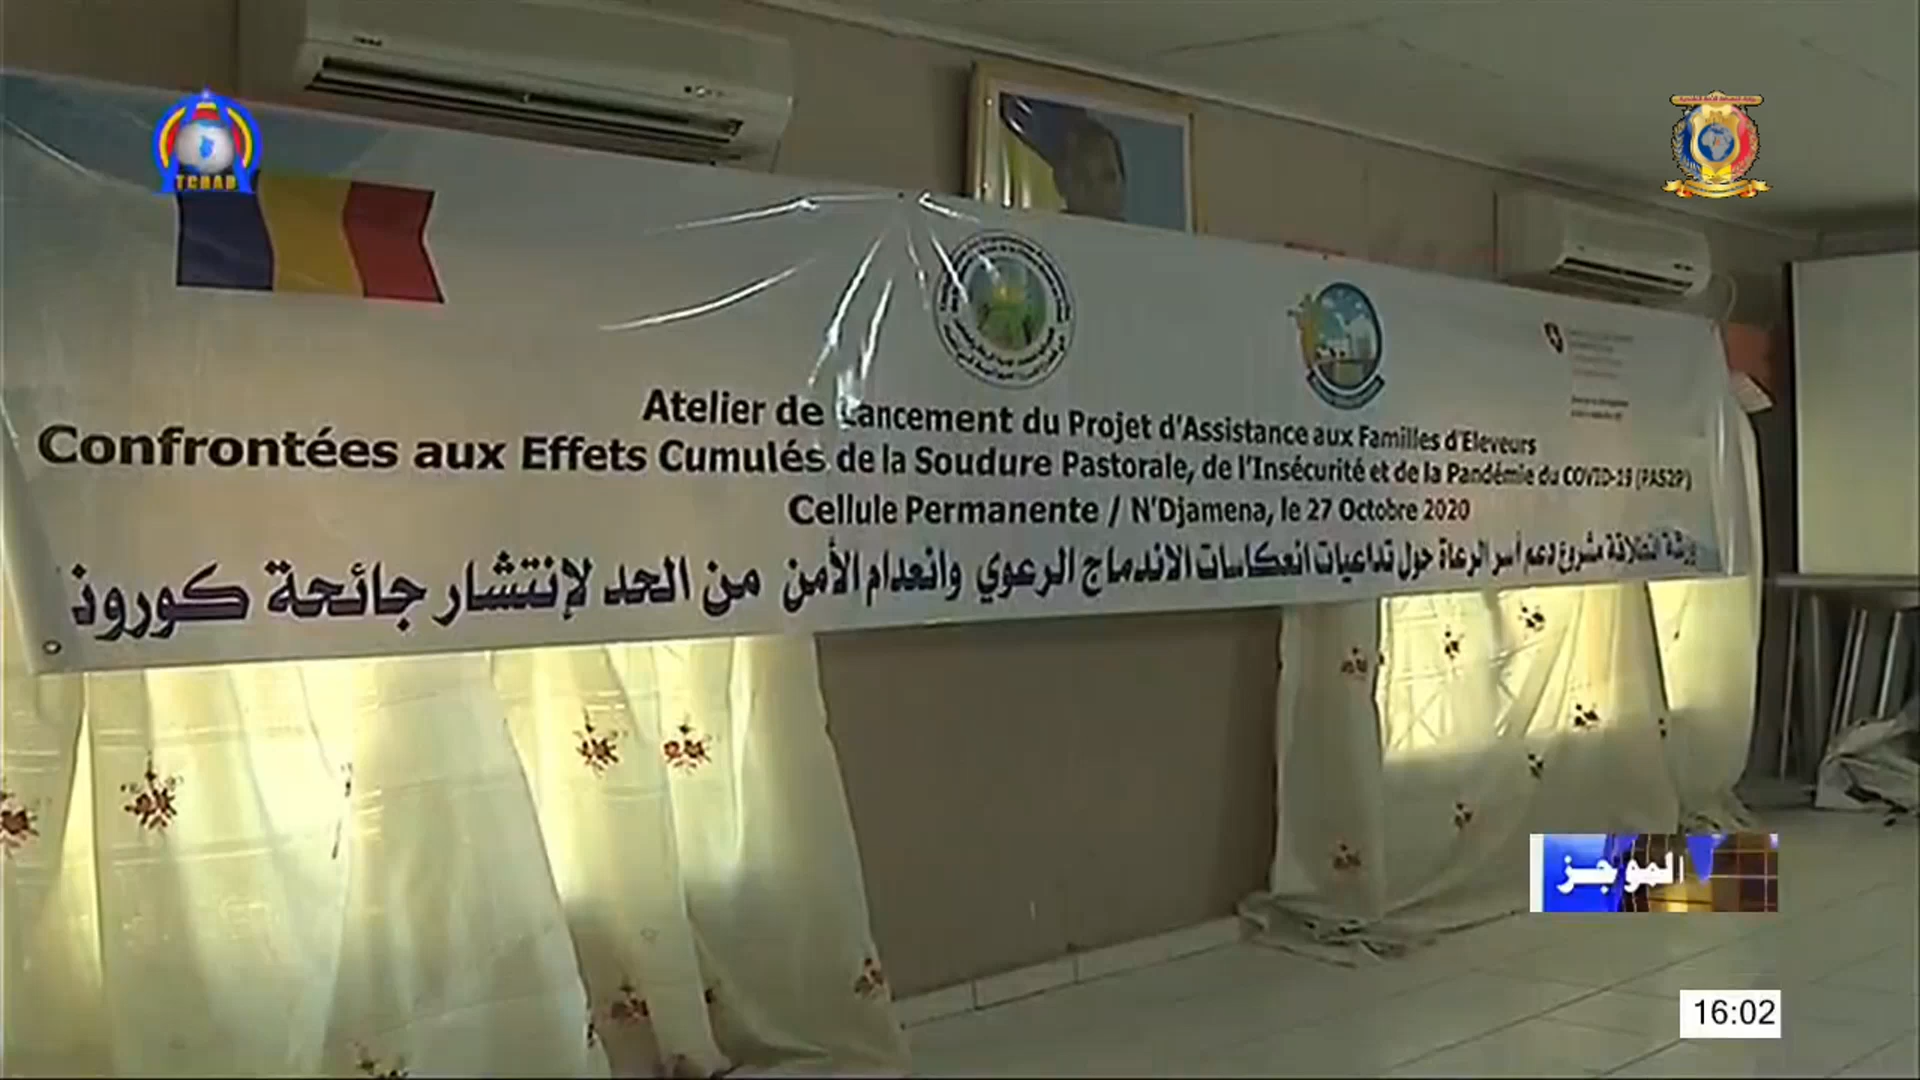 TCHAD
Atelier de Lancement du Projet d'Assistance aux Familles d'Eleveurs
Confrontées aux Effets Cumulés de la Soudure Pastorale, de l'Insécurité et de la Pandémie du COVID-19 (PAS2P)
Cellule Permanente / N'Djamena, le 27 Octobre 2020
ورشة انطلاقة مشروع دعم أسر الرعاة حول تداعيات انعكاسات الاندماج الرعوي وانعدام الأمن من الحد لإنتشار جائحة كورونا
الموجز
16:02